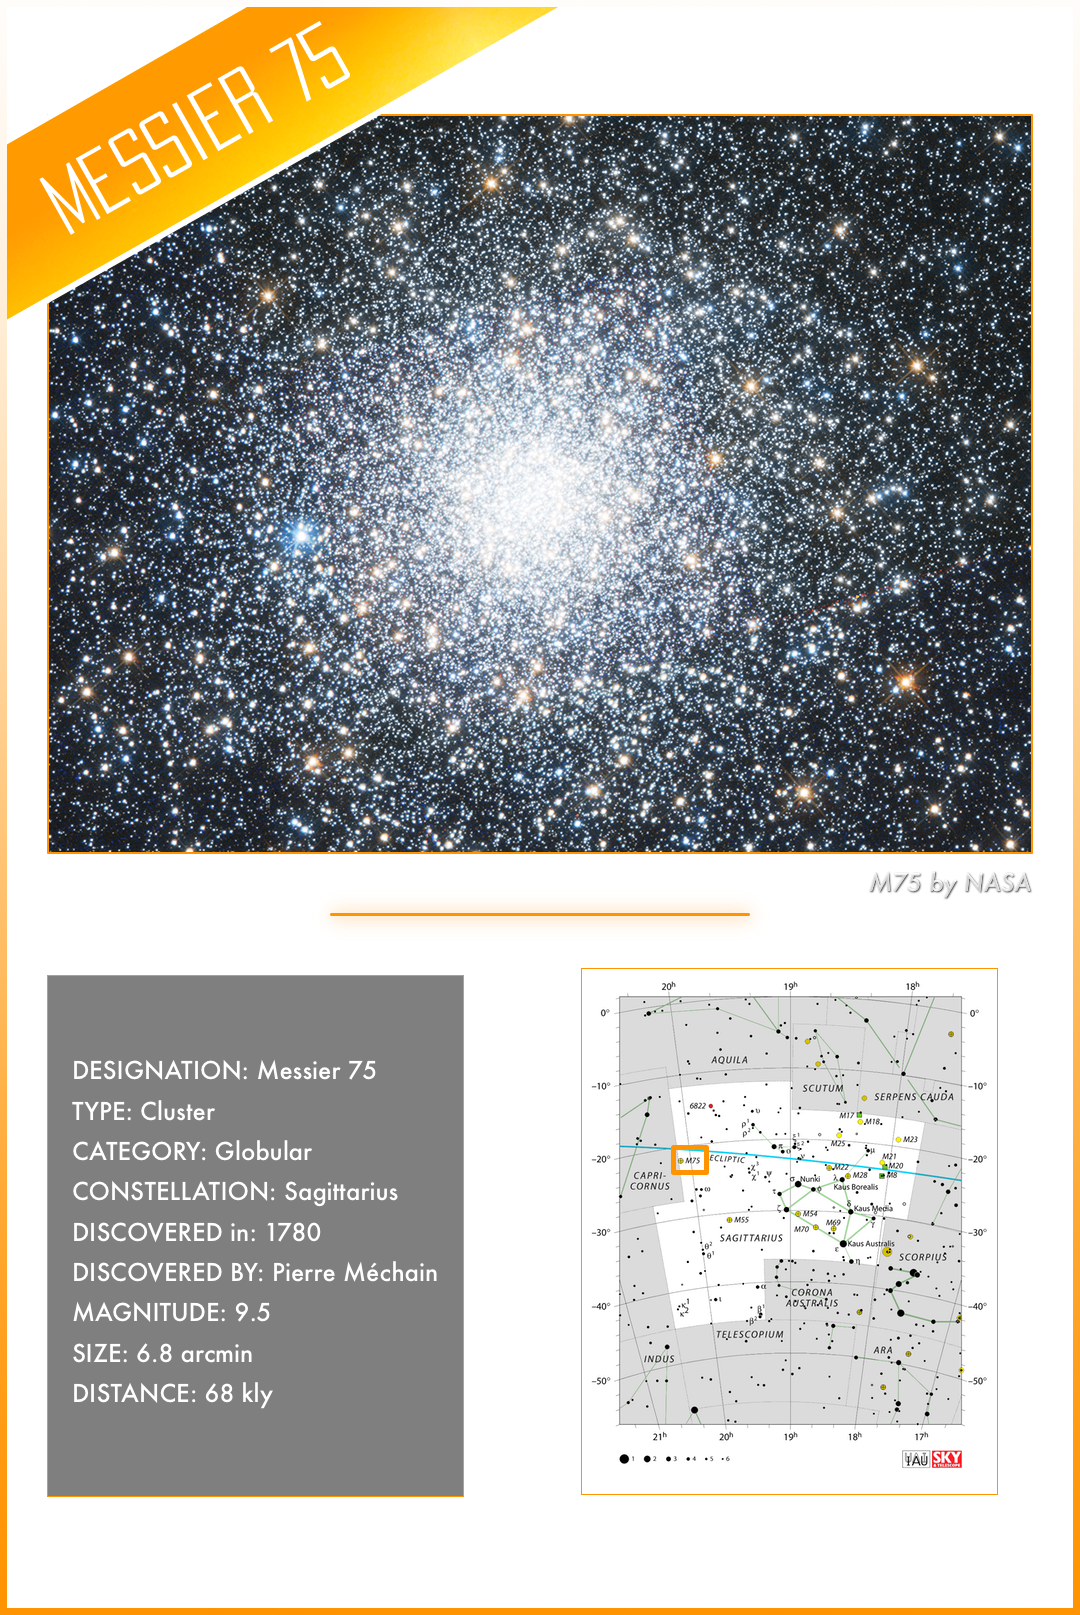 MESSIER 75
M75 by NASA
DESIGNATION: Messier 75
TYPE: Cluster
CATEGORY: Globular
CONSTELLATION: Sagittarius
DISCOVERED in: 1780
DISCOVERED BY: Pierre Méchain
MAGNITUDE: 9.5
SIZE: 6.8 arcmin
DISTANCE: 68 kly
20h 19h 18h
0° 0°
AQUILA
–10° –10°
SCUTUM
SERPENS CAUDA
6822
M17
M18
M25
M23
–20° –20°
M75
ECLIPTIC
M21
M20
M22
M28
M8
CAPRI-
CORNUS
Nunki
Kaus Borealis
Kaus Media
M55
M54
M69
M70
–30° –30°
SAGITTARIUS
Kaus Australis
SCORPIUS
CORONA
AUSTRALIS
–40° –40°
TELESCOPIUM
INDUS
ARA
–50° –50°
21h 20h 19h 18h 17h
1 2 3 4 5 6
IAU
SKY